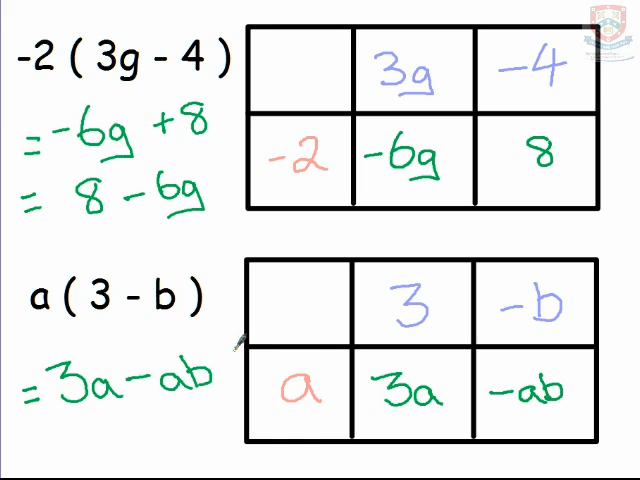 -2 ( 3g - 4 )
= -6g + 8
= 8 - 6g
3g -4
-2 -6g 8
a ( 3 - b )
= 3a - ab
3 -b
a 3a -ab